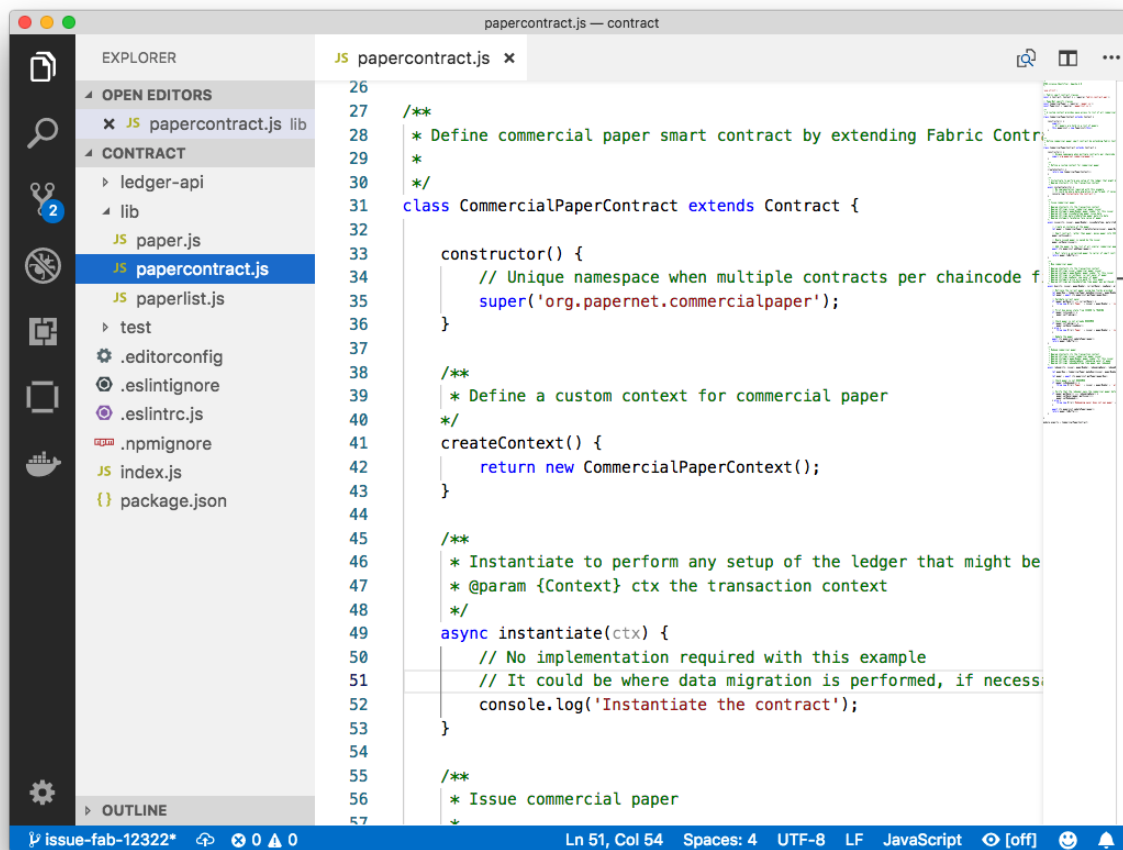 papercontract.js — contract
EXPLORER
OPEN EDITORS
JS papercontract.js lib
CONTRACT
ledger-api
lib
JS paper.js
JS papercontract.js
JS paperlist.js
test
.editorconfig
.eslintignore
.eslintrc.js
npm .npmignore
JS index.js
{} package.json
OUTLINE
2
JS papercontract.js ×
26
27 /**
28 * Define commercial paper smart contract by extending Fabric Contr
29 *
30 */
31 class CommercialPaperContract extends Contract {
32
33 constructor() {
34 // Unique namespace when multiple contracts per chaincode f
35 super('org.papernet.commercialpaper');
36 }
37
38 /**
39 * Define a custom context for commercial paper
40 */
41 createContext() {
42 return new CommercialPaperContext();
43 }
44
45 /**
46 * Instantiate to perform any setup of the ledger that might be
47 * @param {Context} ctx the transaction context
48 */
49 async instantiate(ctx) {
50 // No implementation required with this example
51 // It could be where data migration is performed, if necessa
52 console.log('Instantiate the contract');
53 }
54
55 /**
56 * Issue commercial paper
57 *
issue-fab-12322* 0 0 Ln 51, Col 54 Spaces: 4 UTF-8 LF JavaScript [off]